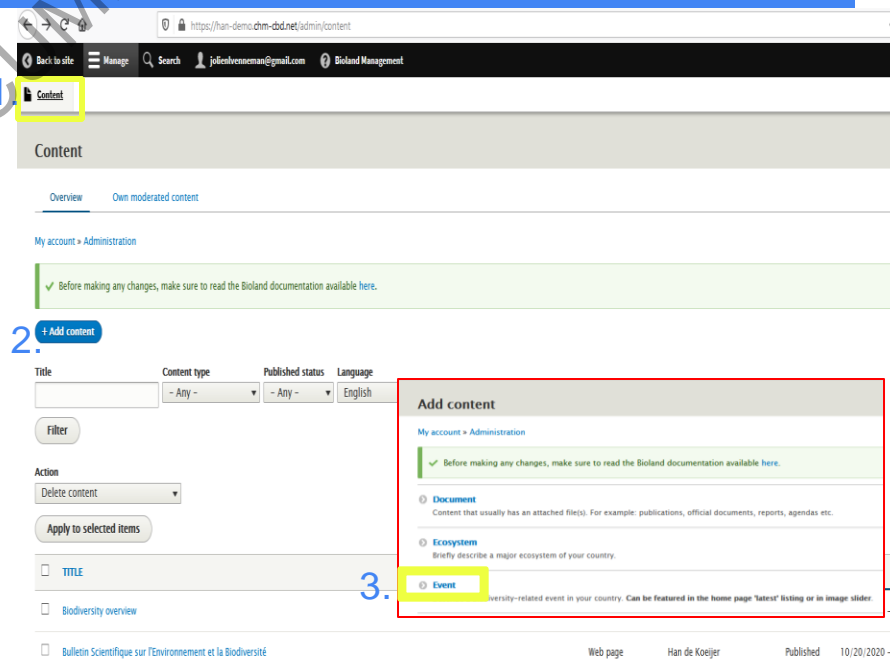 https://han-demo.chm-cbd.net/admin/content
Back to site Manage Search jolienlvenneman@gmail.com Bioland Management
1. Content
Content
Overview Own moderated content
My account » Administration
Before making any changes, make sure to read the Bioland documentation available here.
2. + Add content
Title Content type Published status Language
- Any - - Any - English
Filter
Action
Delete content
Apply to selected items
TITLE
Biodiversity overview
Bulletin Scientifique sur l'Environnement et la Biodiversité Web page Han de Koeijer Published 10/20/2020 -
Add content
My account » Administration
Before making any changes, make sure to read the Bioland documentation available here.
Document
Content that usually has an attached file(s). For example: publications, official documents, reports, agendas etc.
Ecosystem
Briefly describe a major ecosystem of your country.
3. Event
iversity-related event in your country. Can be featured in the home page 'latest' listing or in image slider.